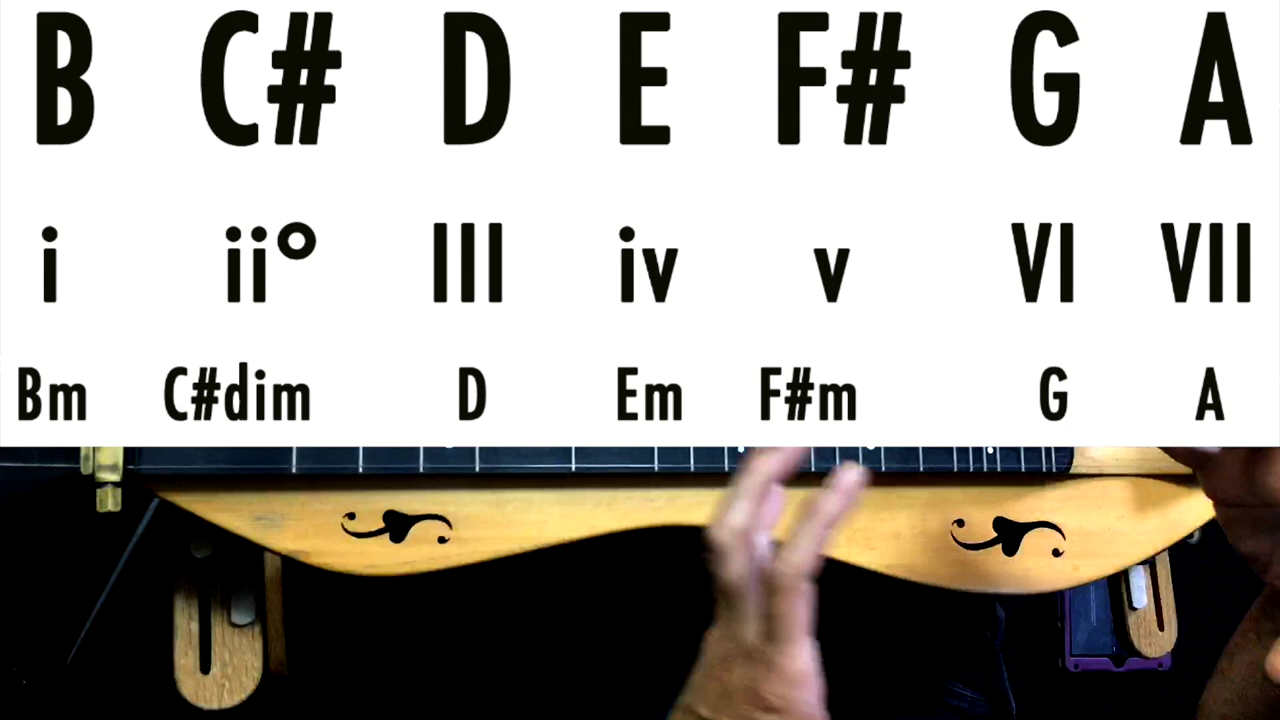 B C# D E F# G A
i ii° III iv v VI VII
Bm C#dim D Em F#m G A